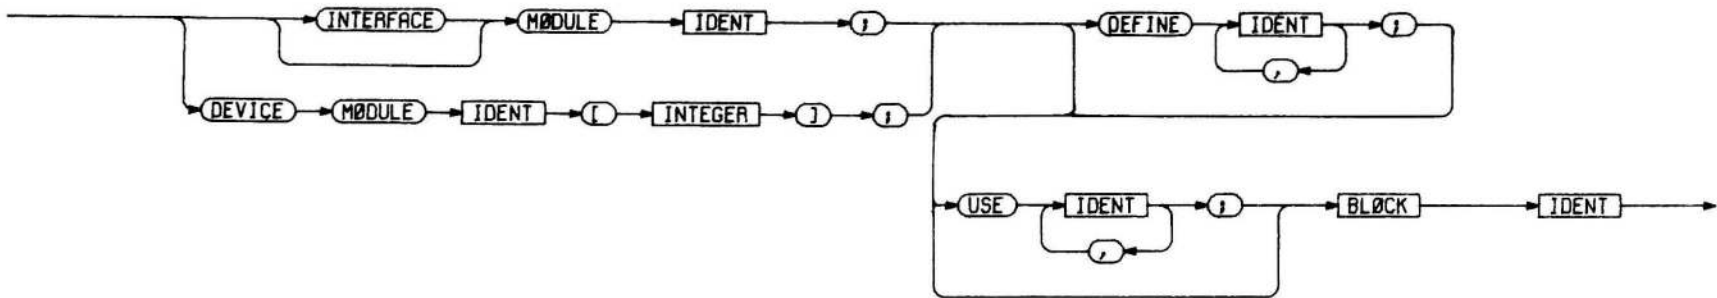 INTERFACE MØDULE IDENT ; DEFINE IDENT ;
,
DEVICE MØDULE IDENT [ INTEGER ] ;
USE IDENT ; BLØCK IDENT
,